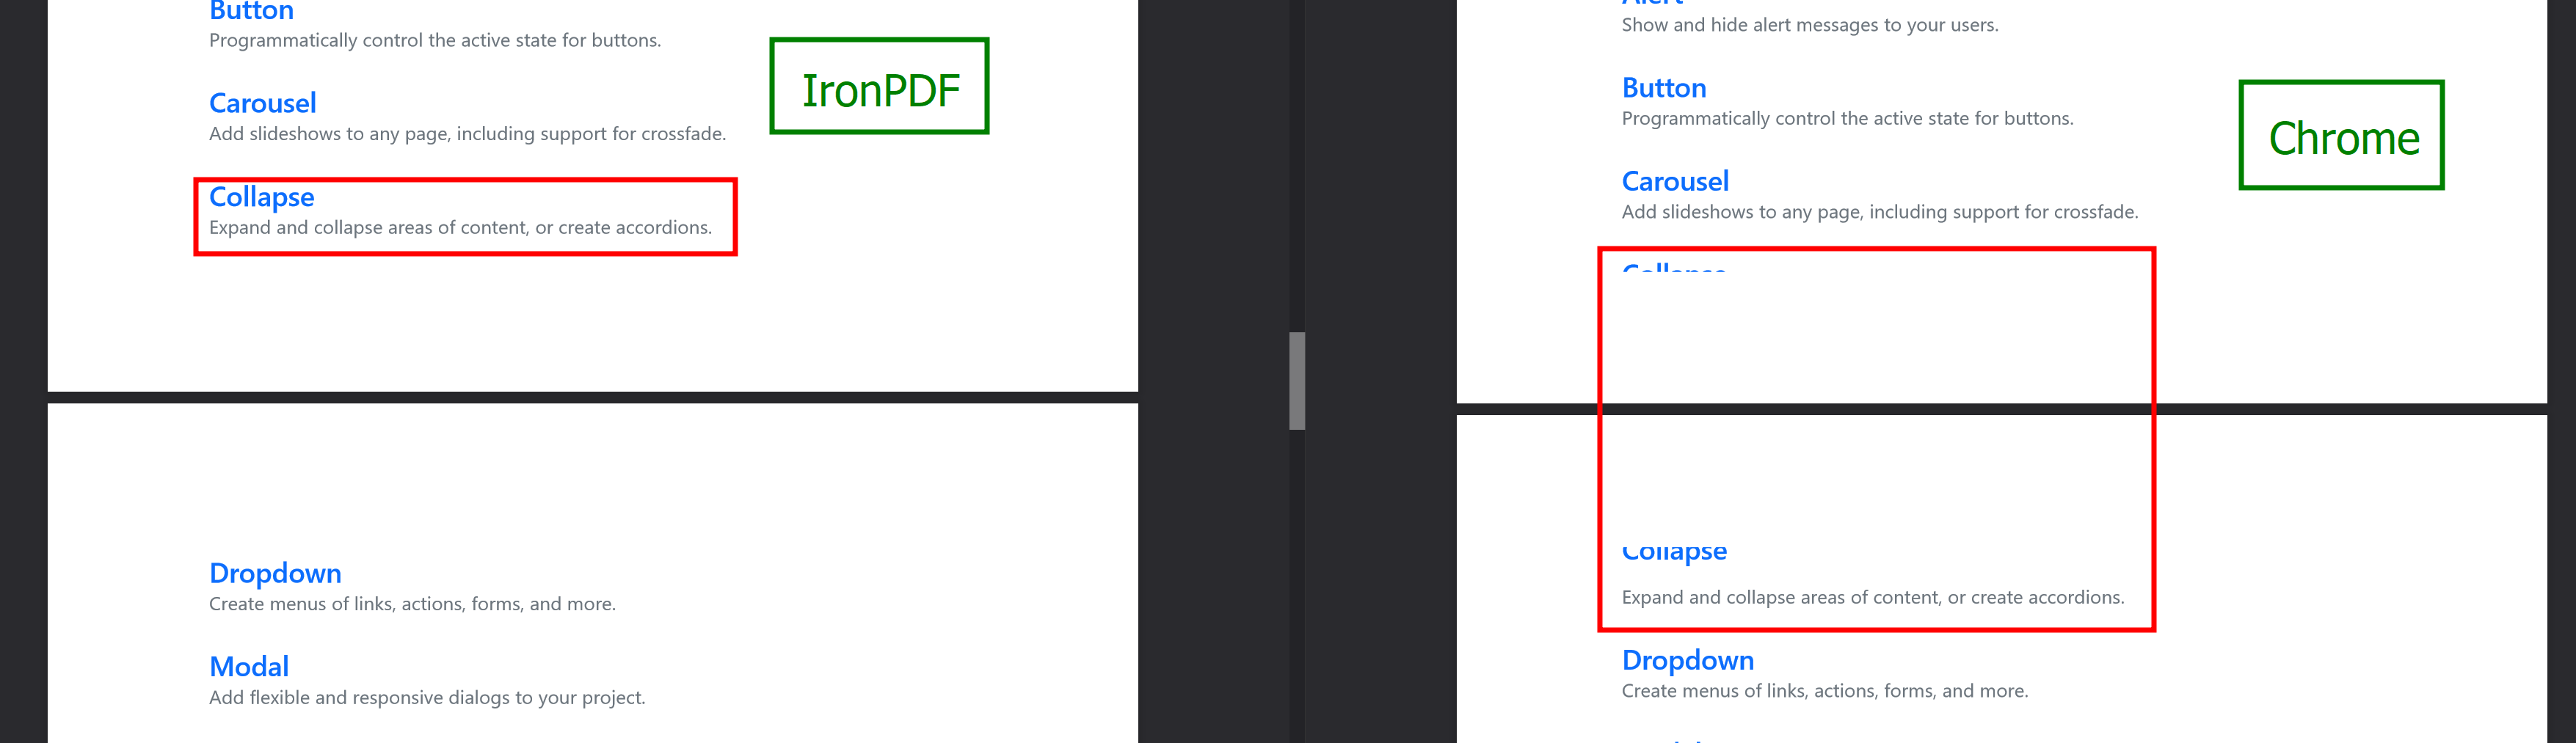 Button
Programmatically control the active state for buttons.
IronPDF
Carousel
Add slideshows to any page, including support for crossfade.
Collapse
Expand and collapse areas of content, or create accordions.
Dropdown
Create menus of links, actions, forms, and more.
Modal
Add flexible and responsive dialogs to your project.
Alert
Show and hide alert messages to your users.
Button
Programmatically control the active state for buttons.
Chrome
Carousel
Add slideshows to any page, including support for crossfade.
Collapse
Collapse
Expand and collapse areas of content, or create accordions.
Dropdown
Create menus of links, actions, forms, and more.